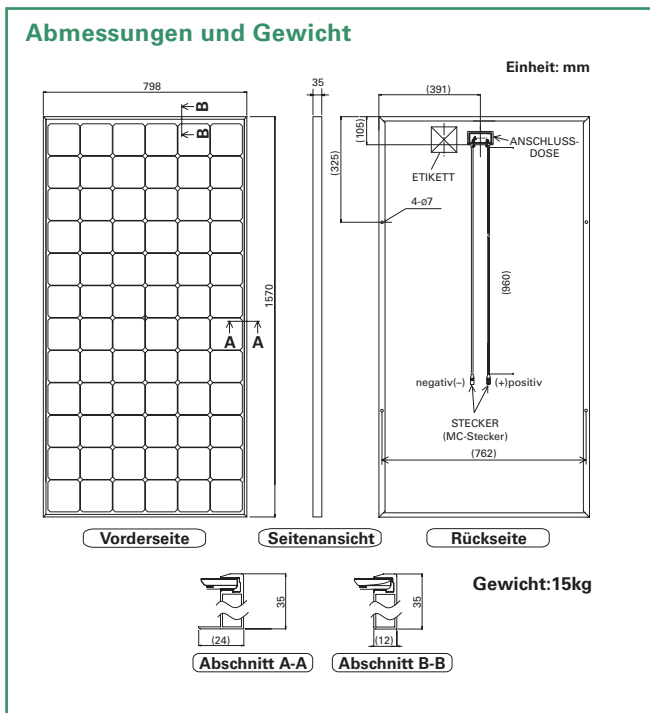 Abmessungen und Gewicht
Einheit: mm
798
35
(391)
B
B
(105)
(325)
ANSCHLUSS-
DOSE
ETIKETT
4-ø7
1570
(960)
A
A
negativ(–)
(+)positiv
STECKER
(MC-Stecker)
(762)
Vorderseite
Seitenansicht
Rückseite
35
35
Gewicht:15kg
(24)
(12)
Abschnitt A-A
Abschnitt B-B